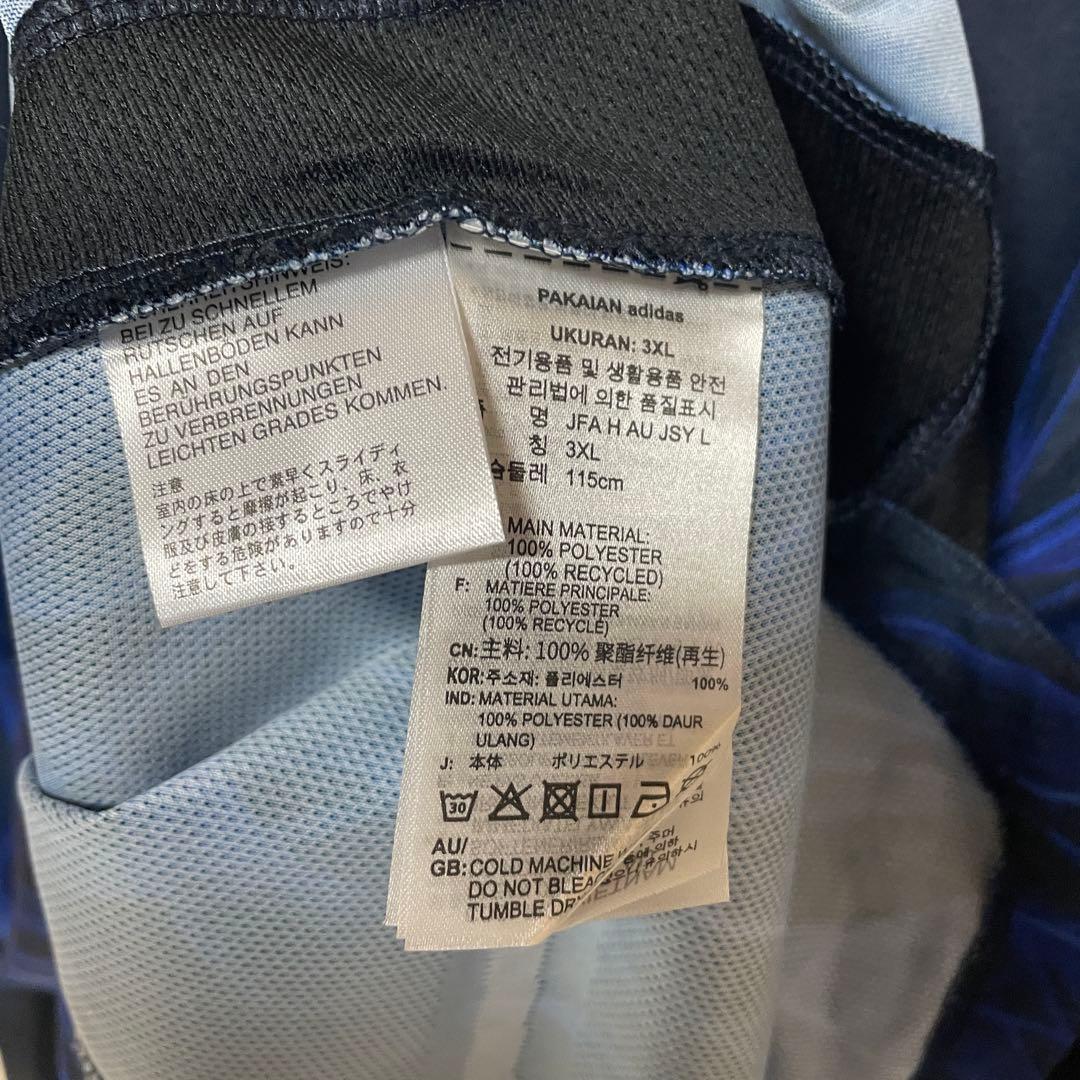 BEI ZU SCHNELLEM
RUTSCHEN AUF
HALLENBÖDEN KANN
ES AN DEN
BERÜHRUNGSPUNKTEN
ZU VERBRENNUNGEN
LEICHTEN GRADES KOMMEN.
注意
室内の床の上で素早くスライディ
ングすると摩擦が起こり、床、衣
服及び皮膚の接するところでやけ
どをする危険がありますので十分
注意して下さい。
PAKAIAN adidas
UKURAN: 3XL
전기용품 및 생활용품 안전
관리법에 의한 품질표시
명 JFA H AU JSY L
칭 3XL
슴둘레 115cm
MAIN MATERIAL:
100% POLYESTER
(100% RECYCLED)
F: MATIERE PRINCIPALE:
100% POLYESTER
(100% RECYCLÉ)
CN: 主料: 100% 聚酯纤维(再生)
KOR: 주소재: 폴리에스터 100%
IND: MATERIAL UTAMA:
100% POLYESTER (100% DAUR
ULANG)
J: 本体 ポリエステル 100%
30
AU/
GB: COLD MACHINE
DO NOT
TUMBLE